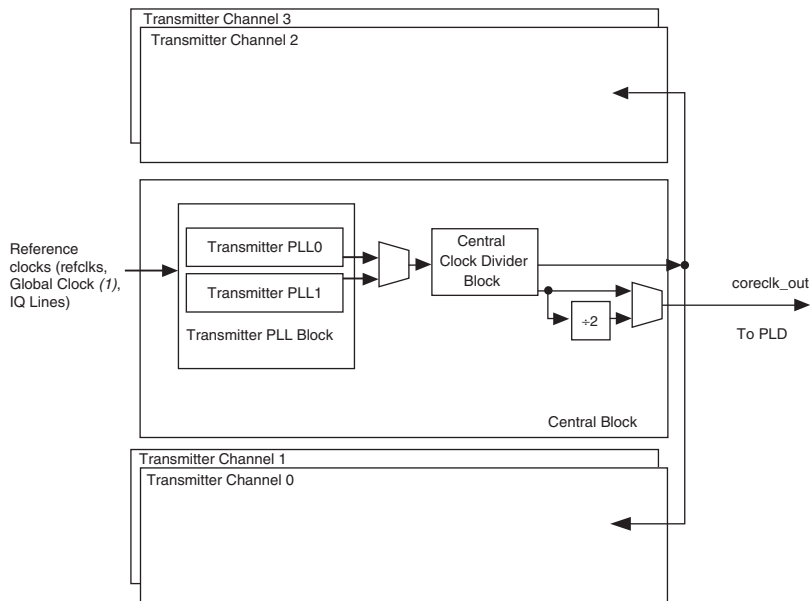 Transmitter Channel 3
Transmitter Channel 2
Reference
clocks (refclks,
Global Clock (1),
IQ Lines)
Transmitter PLL0
Transmitter PLL1
Transmitter PLL Block
Central
Clock Divider
Block
÷2
coreclk_out
To PLD
Central Block
Transmitter Channel 1
Transmitter Channel 0